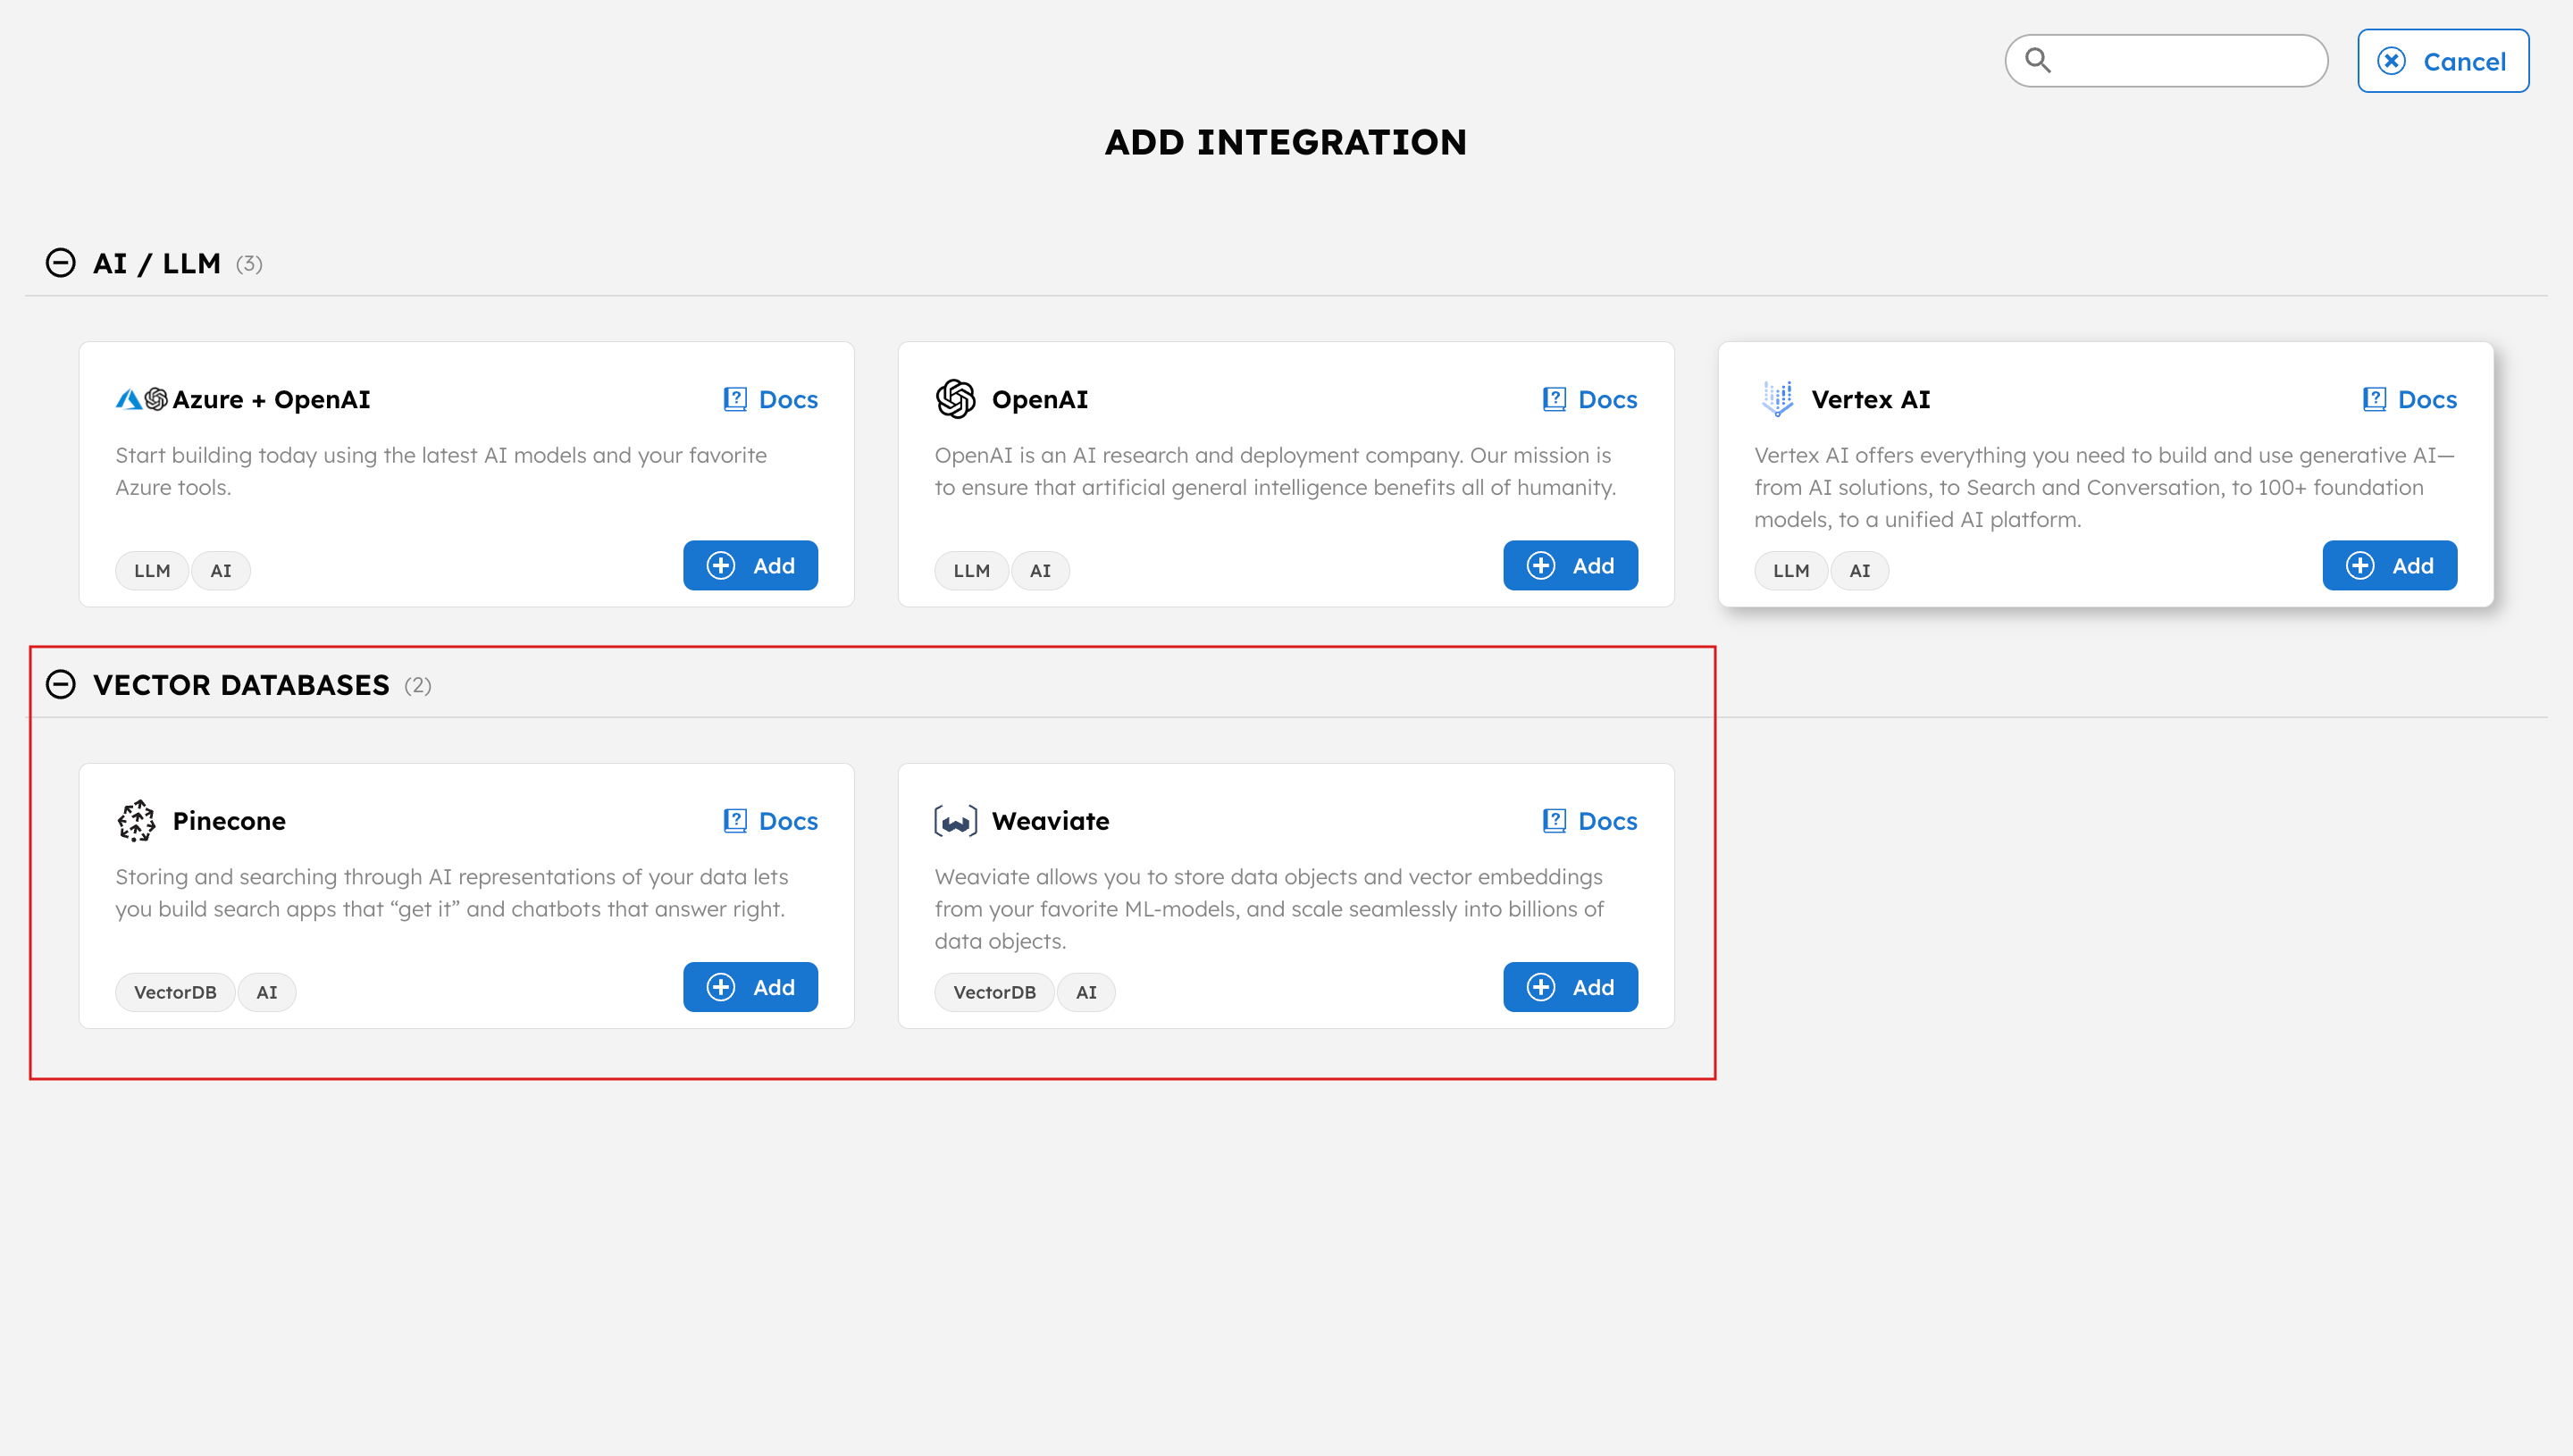 Cancel
ADD INTEGRATION
AI / LLM (3)
Azure + OpenAI
Docs
Start building today using the latest AI models and your favorite
Azure tools.
LLM
AI
Add
OpenAI
Docs
OpenAI is an AI research and deployment company. Our mission is
to ensure that artificial general intelligence benefits all of humanity.
LLM
AI
Add
Vertex AI
Docs
Vertex AI offers everything you need to build and use generative AI—
from AI solutions, to Search and Conversation, to 100+ foundation
models, to a unified AI platform.
LLM
AI
Add
VECTOR DATABASES (2)
Pinecone
Docs
Storing and searching through AI representations of your data lets
you build search apps that “get it” and chatbots that answer right.
VectorDB
AI
Add
Weaviate
Docs
Weaviate allows you to store data objects and vector embeddings
from your favorite ML-models, and scale seamlessly into billions of
data objects.
VectorDB
AI
Add